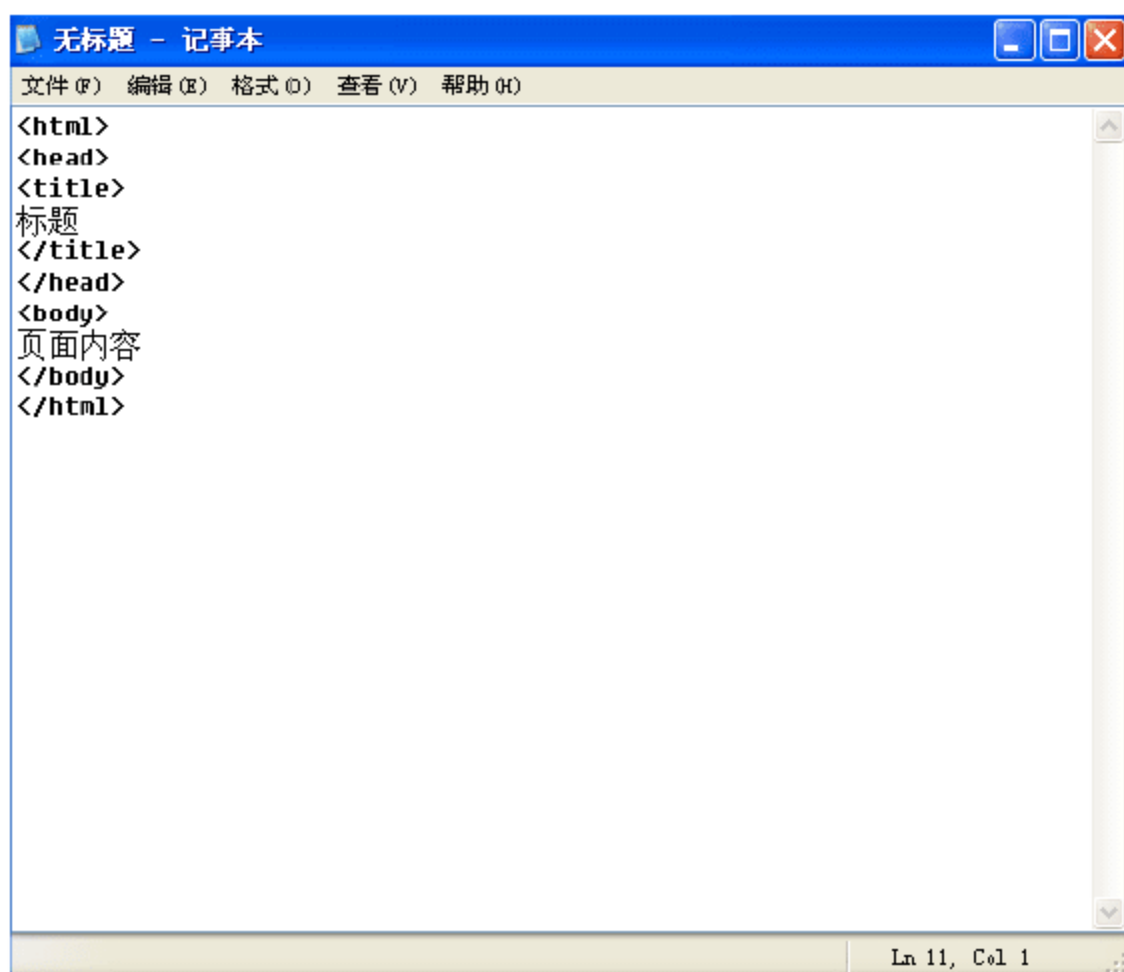 无标题 - 记事本
文件(F) 编辑(E) 格式(O) 查看(V) 帮助(H)
<html>
<head>
<title>
标题
</title>
</head>
<body>
页面内容
</body>
</html>
Ln 11, Col 1